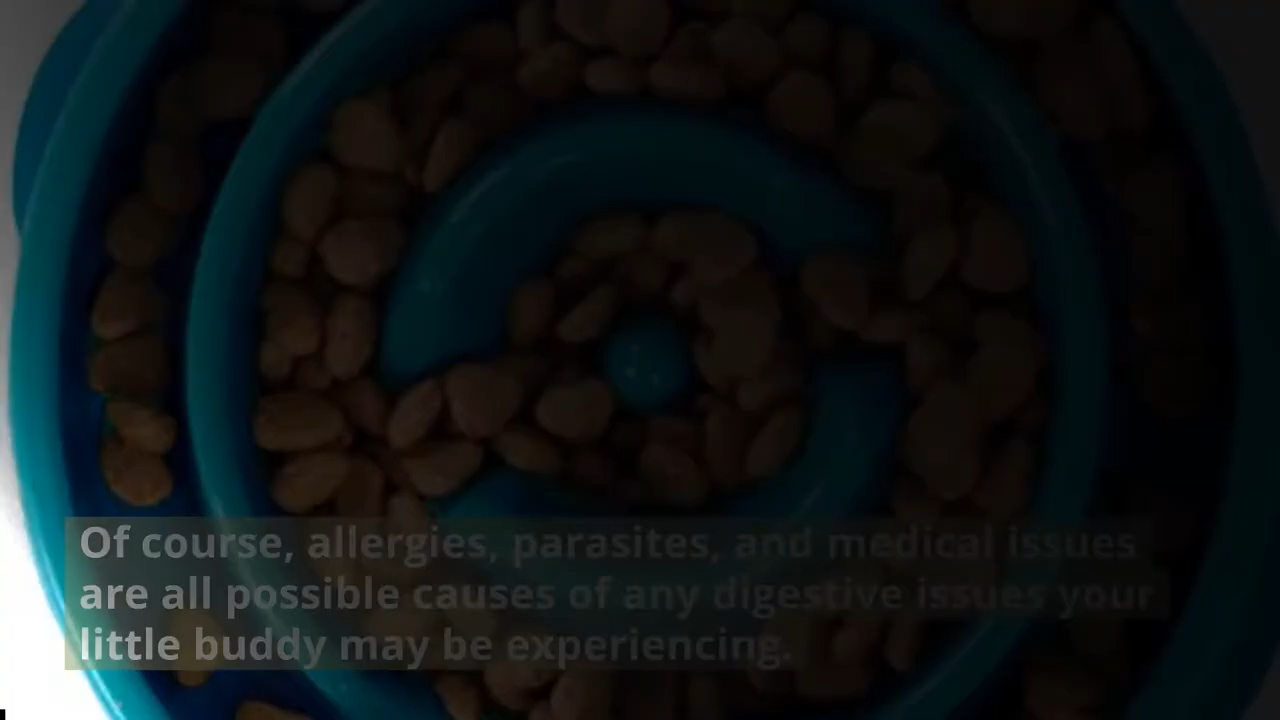 Of course, allergies, parasites, and medical issues
are all possible causes of any digestive issues your
little buddy may be experiencing.